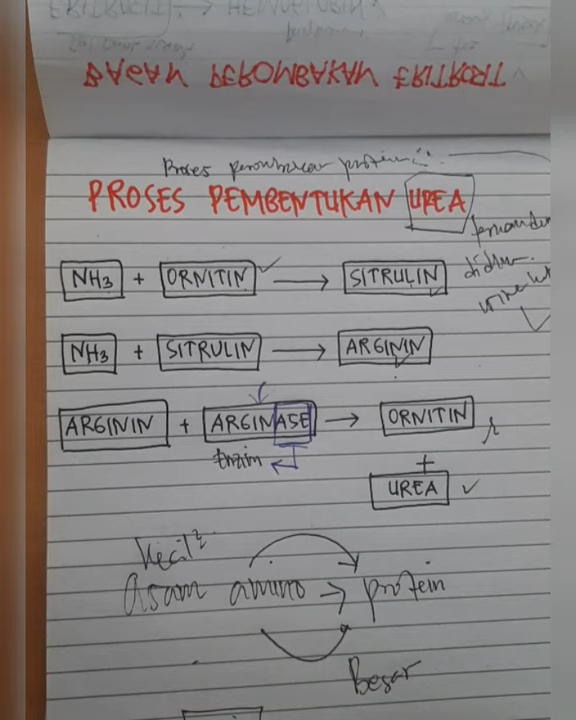 BAGAN PEROMBAKAN ERITROSIT
Proses perombakan protein
PROSES PEMBENTUKAN UREA
NH3 + ORNITIN → SITRULIN
NH3 + SITRULIN → ARGININ
ARGININ + ARGINASE → ORNITIN
Enzim
+
UREA
Kecil²
Asam amino → protein
Besar